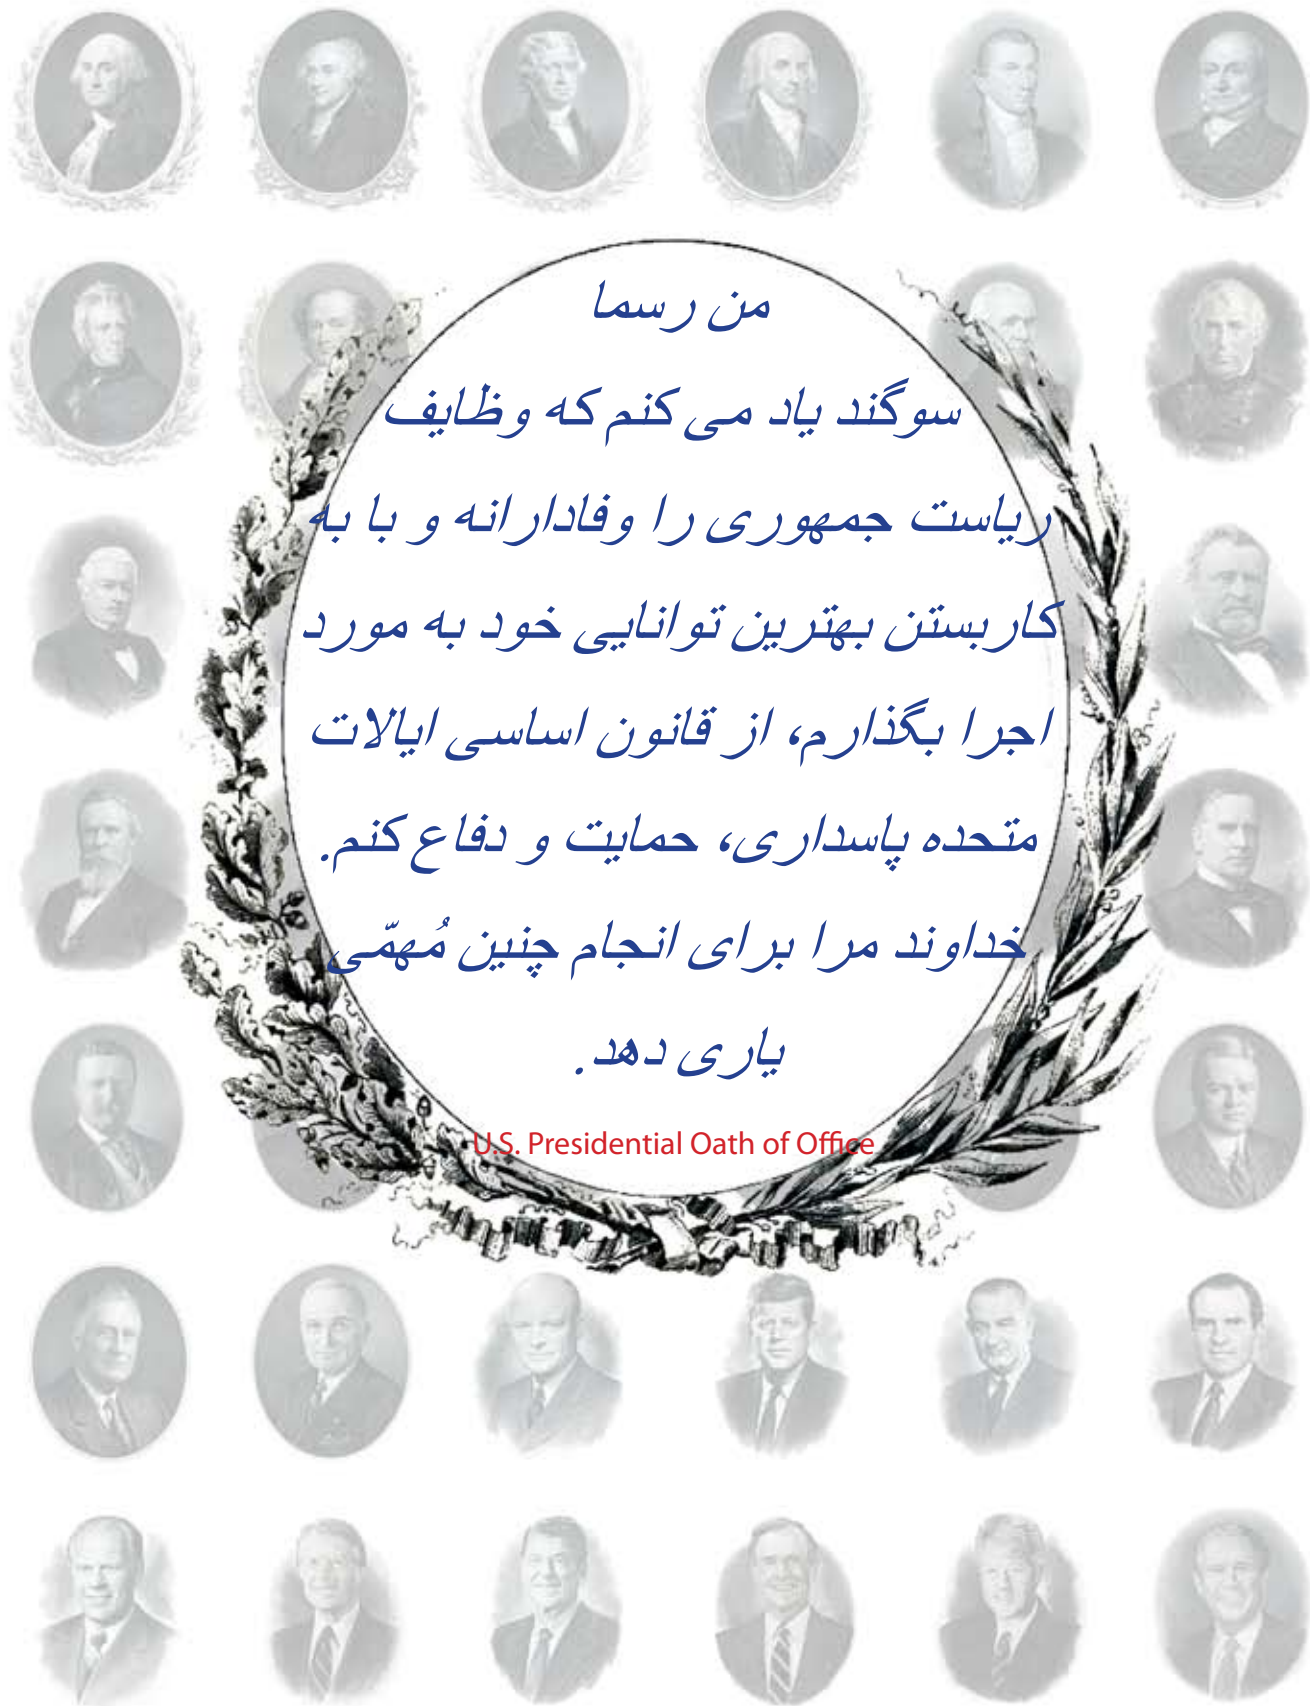 من رسما
سوگند یاد می کنم که وظایف
ریاست جمهوری را وفادارانه و با به
کاربستن بهترین توانایی خود به مورد
اجرا بگذارم، از قانون اساسی ایالات
متحده پاسداری، حمایت و دفاع کنم.
خداوند مرا برای انجام چنین مُهمّی
یاری دهد.
U.S. Presidential Oath of Office